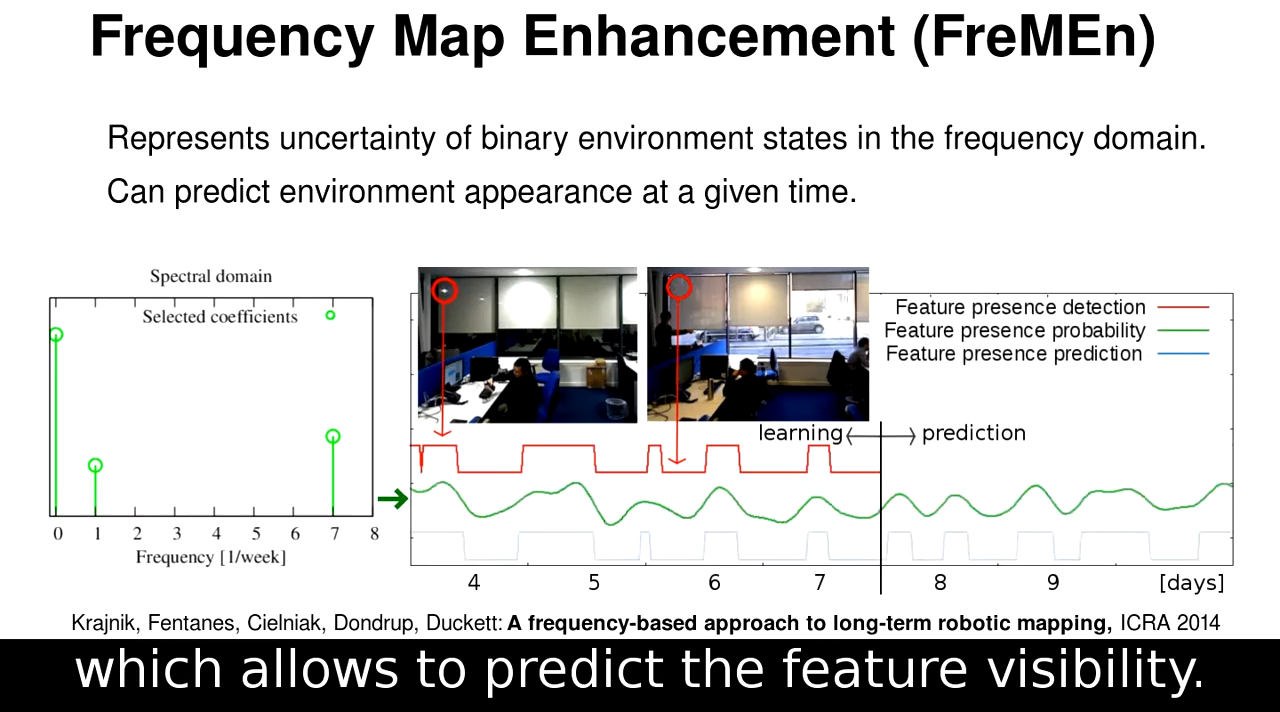 Frequency Map Enhancement (FreMEn)
Represents uncertainty of binary environment states in the frequency domain.
Can predict environment appearance at a given time.
Spectral domain
Selected coefficients
0 1 2 3 4 5 6 7 8
Frequency [1/week]
Feature presence detection
Feature presence probability
Feature presence prediction
learning prediction
4 5 6 7 8 9 [days]
Krajnik, Fentanes, Cielniak, Dondrup, Duckett: A frequency-based approach to long-term robotic mapping, ICRA 2014
which allows to predict the feature visibility.